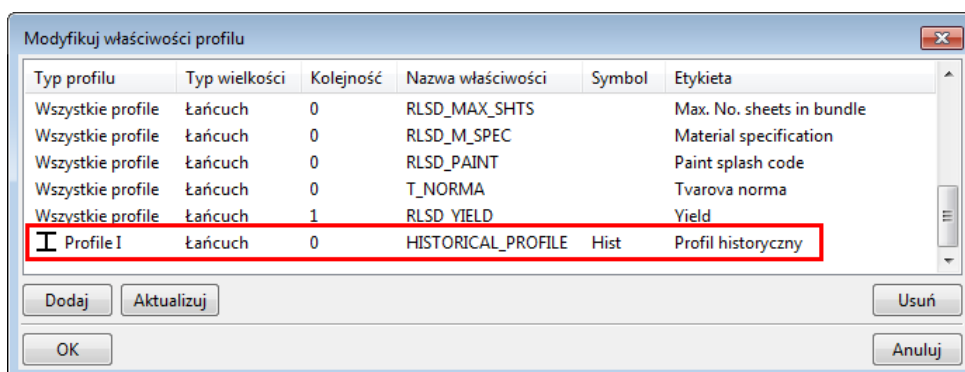 Modyfikuj właściwości profilu
Typ profilu Typ wielkości Kolejność Nazwa właściwości Symbol Etykieta
Wszystkie profile Łańcuch 0 RLSD_MAX_SHTS Max. No. sheets in bundle
Wszystkie profile Łańcuch 0 RLSD_M_SPEC Material specification
Wszystkie profile Łańcuch 0 RLSD_PAINT Paint splash code
Wszystkie profile Łańcuch 0 T_NORMA Tvarova norma
Wszystkie profile Łańcuch 1 RLSD_YIELD Yield
Profile I Łańcuch 0 HISTORICAL_PROFILE Hist Profil historyczny
Dodaj Aktualizuj Usuń
OK Anuluj